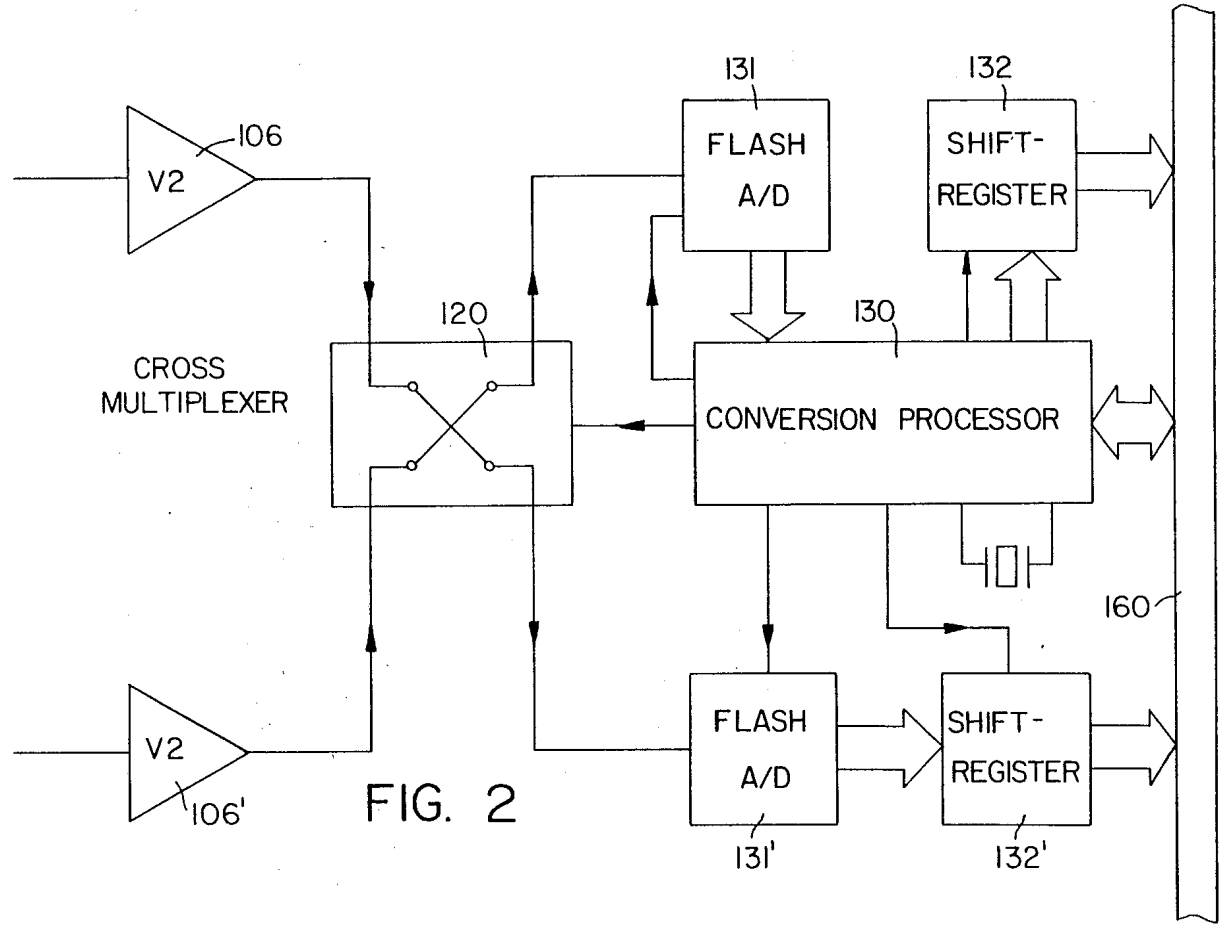 131
132
106
V2
FLASH
A/D
SHIFT-
REGISTER
120
130
CROSS
MULTIPLEXER
CONVERSION PROCESSOR
160
V2
106'
FLASH
A/D
SHIFT-
REGISTER
131'
132'
FIG. 2